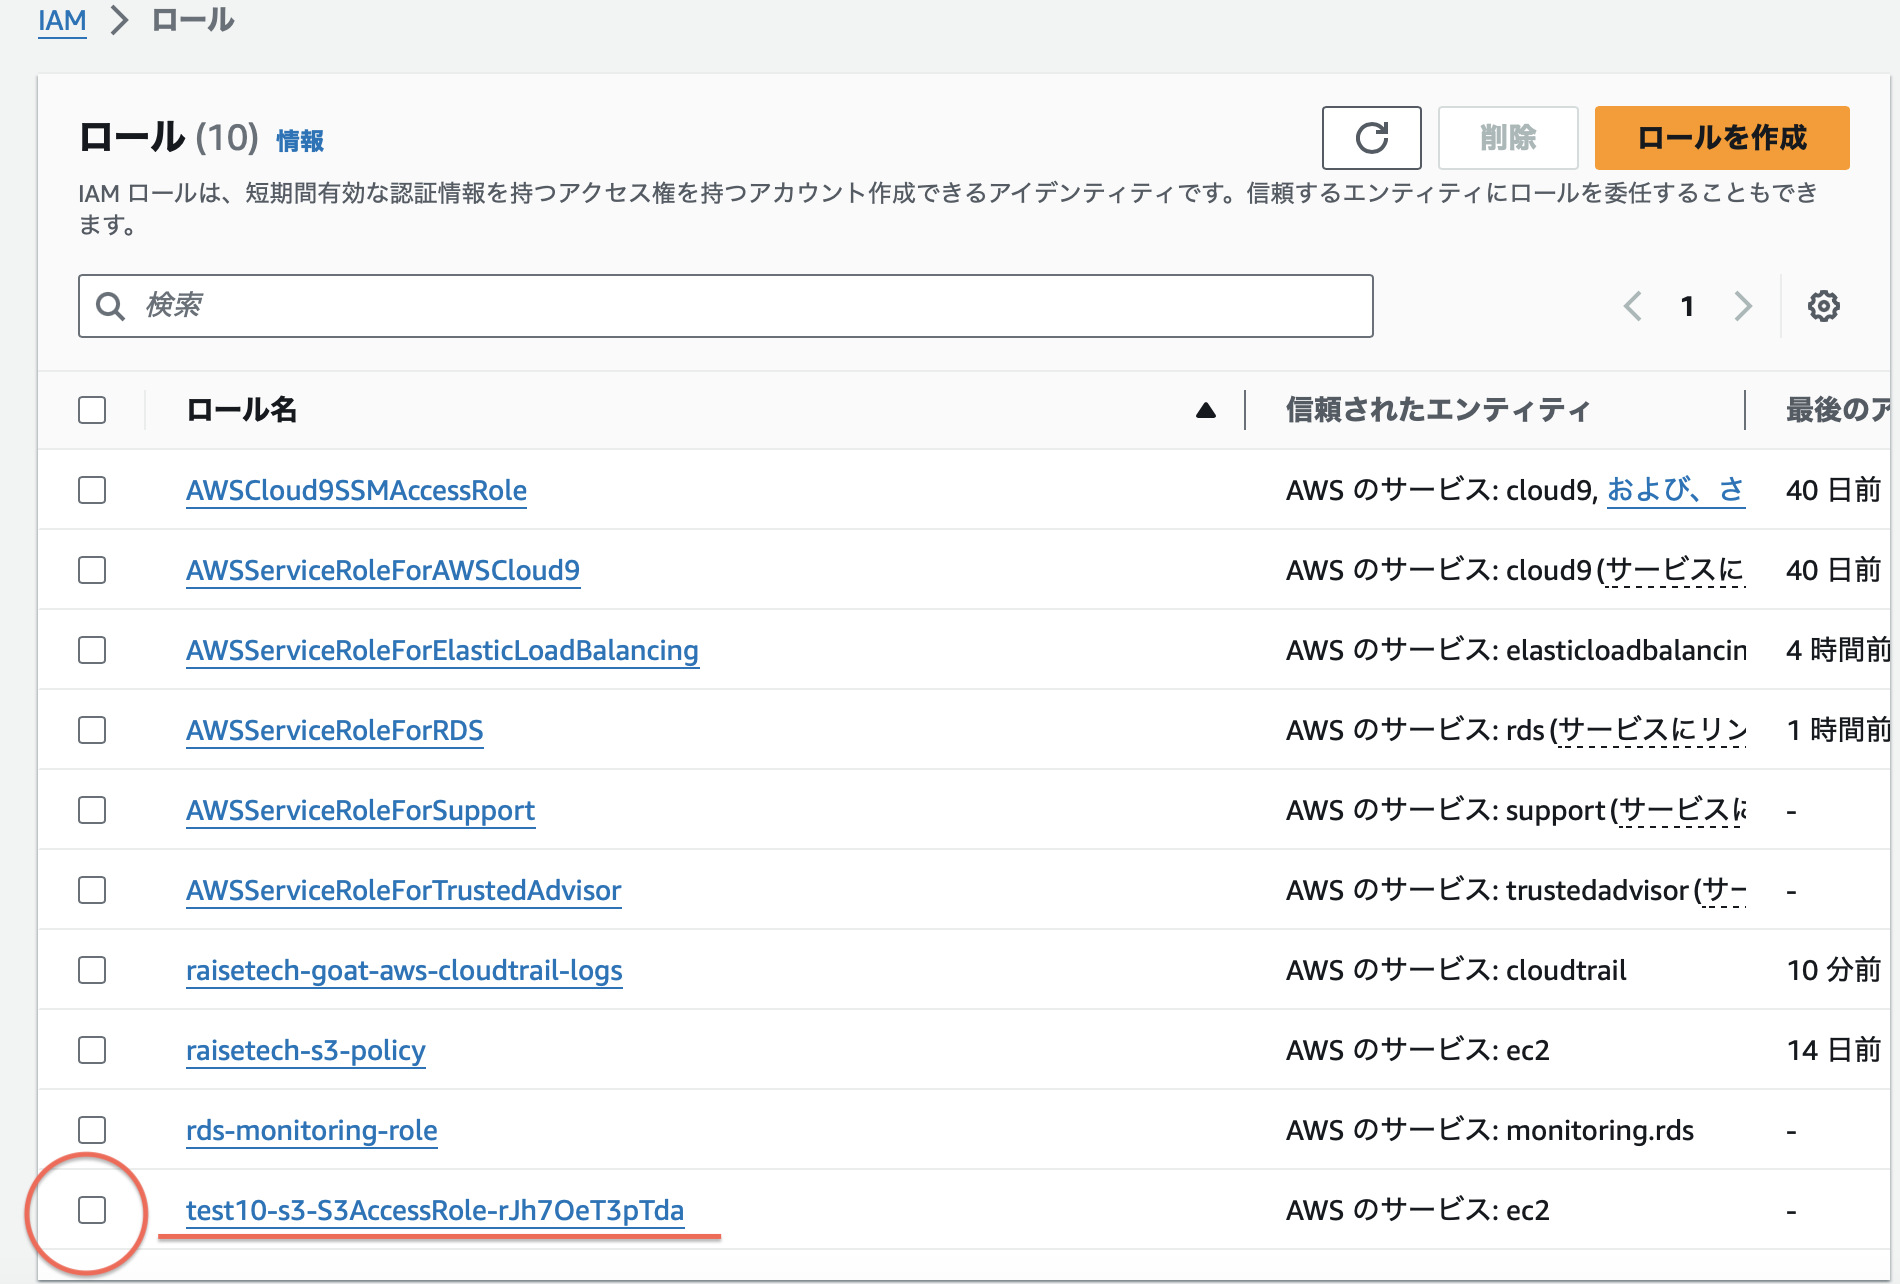 IAM > ロール
ロール (10) 情報
削除
ロールを作成
IAM ロールは、短期間有効な認証情報を持つアクセス権を持つアカウント作成できるアイデンティティです。信頼するエンティティにロールを委任することもでき
ます。
検索
1
ロール名 信頼されたエンティティ 最後のア
AWSCloud9SSMAccessRole AWS のサービス: cloud9, および、さ 40 日前
AWSServiceRoleForAWSCloud9 AWS のサービス: cloud9 (サービスに 40 日前
AWSServiceRoleForElasticLoadBalancing AWS のサービス: elasticloadbalancin 4 時間前
AWSServiceRoleForRDS AWS のサービス: rds (サービスにリン 1 時間前
AWSServiceRoleForSupport AWS のサービス: support (サービスに -
AWSServiceRoleForTrustedAdvisor AWS のサービス: trustedadvisor (サー -
raisetech-goat-aws-cloudtrail-logs AWS のサービス: cloudtrail 10 分前
raisetech-s3-policy AWS のサービス: ec2 14 日前
rds-monitoring-role AWS のサービス: monitoring.rds -
test10-s3-S3AccessRole-rJh7OeT3pTda AWS のサービス: ec2 -